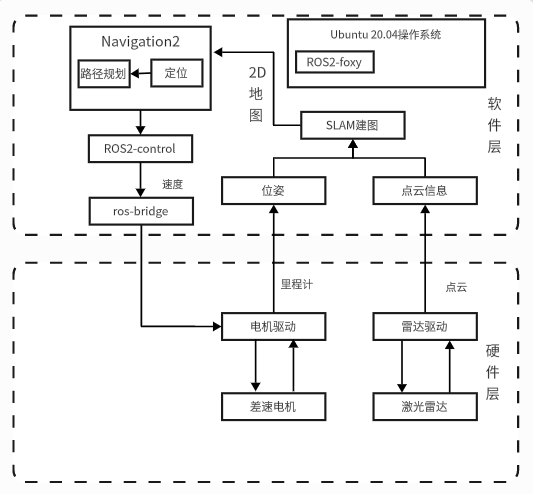 Navigation2
路径规划
定位
2D
地
图
Ubuntu 20.04操作系统
ROS2-foxy
SLAM建图
软
件
层
ROS2-control
速度
ros-bridge
位姿
点云信息
里程计
点云
电机驱动
雷达驱动
硬
件
层
差速电机
激光雷达